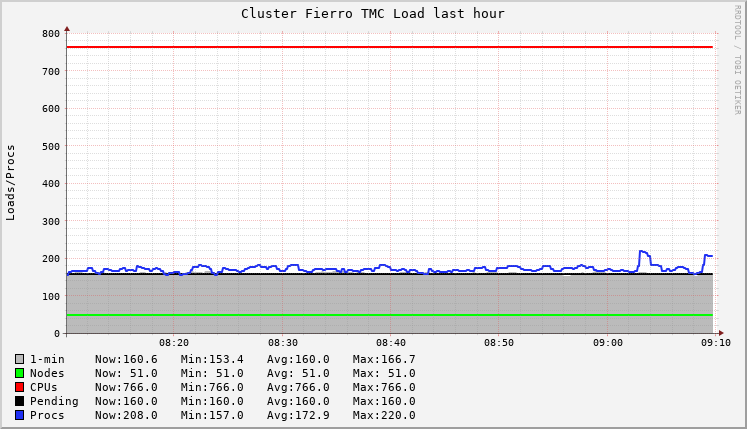 Cluster Fierro TMC Load last hour
RRDTOOL / TOBI OETIKER
Loads/Procs
800
700
600
500
400
300
200
100
0
08:20 08:30 08:40 08:50 09:00 09:10
1-min Now:160.6 Min:153.4 Avg:160.0 Max:166.7
Nodes Now: 51.0 Min: 51.0 Avg: 51.0 Max: 51.0
CPUs Now:766.0 Min:766.0 Avg:766.0 Max:766.0
Pending Now:160.0 Min:160.0 Avg:160.0 Max:160.0
Procs Now:208.0 Min:157.0 Avg:172.9 Max:220.0